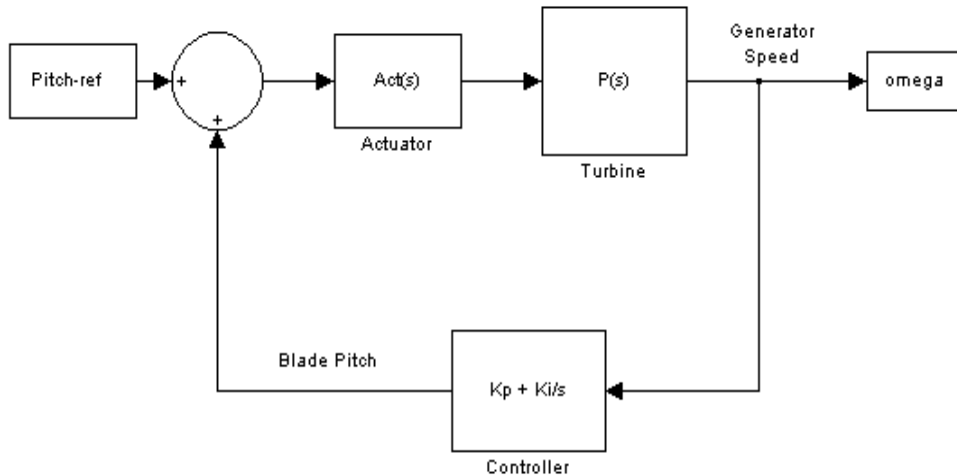 Generator
Speed
Pitch-ref
+
+
Act(s)
P(s)
omega
Actuator
Turbine
Blade Pitch
Kp + Ki/s
Controller